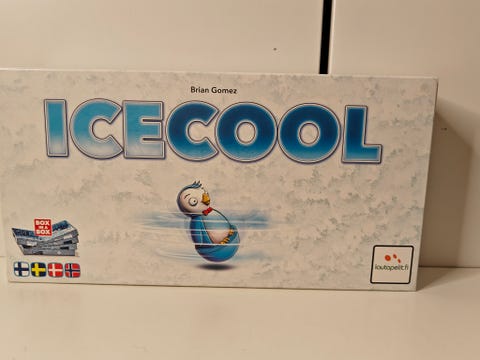 Brian Gomez
ICECOOL
BOX
IN A
BOX
lautapelit.fi